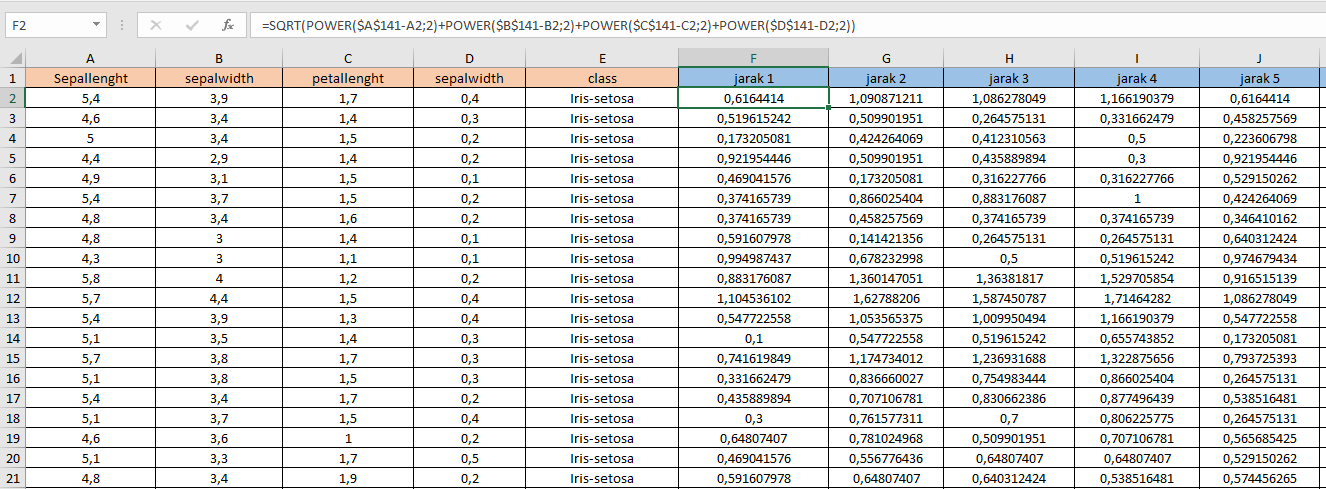 F2 fx =SQRT(POWER($A$141-A2;2)+POWER($B$141-B2;2)+POWER($C$141-C2;2)+POWER($D$141-D2;2))
A B C D E F G H I J
1 Sepallenght sepalwidth petallenght sepalwidth class jarak 1 jarak 2 jarak 3 jarak 4 jarak 5
2 5,4 3,9 1,7 0,4 Iris-setosa 0,6164414 1,090871211 1,086278049 1,166190379 0,6164414
3 4,6 3,4 1,4 0,3 Iris-setosa 0,519615242 0,509901951 0,264575131 0,331662479 0,458257569
4 5 3,4 1,5 0,2 Iris-setosa 0,173205081 0,424264069 0,412310563 0,5 0,223606798
5 4,4 2,9 1,4 0,2 Iris-setosa 0,921954446 0,509901951 0,435889894 0,3 0,921954446
6 4,9 3,1 1,5 0,1 Iris-setosa 0,469041576 0,173205081 0,316227766 0,316227766 0,529150262
7 5,4 3,7 1,5 0,2 Iris-setosa 0,374165739 0,866025404 0,883176087 1 0,424264069
8 4,8 3,4 1,6 0,2 Iris-setosa 0,374165739 0,458257569 0,374165739 0,374165739 0,346410162
9 4,8 3 1,4 0,1 Iris-setosa 0,591607978 0,141421356 0,264575131 0,264575131 0,640312424
10 4,3 3 1,1 0,1 Iris-setosa 0,994987437 0,678232998 0,5 0,519615242 0,974679434
11 5,8 4 1,2 0,2 Iris-setosa 0,883176087 1,360147051 1,36381817 1,529705854 0,916515139
12 5,7 4,4 1,5 0,4 Iris-setosa 1,104536102 1,62788206 1,587450787 1,71464282 1,086278049
13 5,4 3,9 1,3 0,4 Iris-setosa 0,547722558 1,053565375 1,009950494 1,166190379 0,547722558
14 5,1 3,5 1,4 0,3 Iris-setosa 0,1 0,547722558 0,519615242 0,655743852 0,173205081
15 5,7 3,8 1,7 0,3 Iris-setosa 0,741619849 1,174734012 1,236931688 1,322875656 0,793725393
16 5,1 3,8 1,5 0,3 Iris-setosa 0,331662479 0,836660027 0,754983444 0,866025404 0,264575131
17 5,4 3,4 1,7 0,2 Iris-setosa 0,435889894 0,707106781 0,830662386 0,877496439 0,538516481
18 5,1 3,7 1,5 0,4 Iris-setosa 0,3 0,761577311 0,7 0,806225775 0,264575131
19 4,6 3,6 1 0,2 Iris-setosa 0,64807407 0,781024968 0,509901951 0,707106781 0,565685425
20 5,1 3,3 1,7 0,5 Iris-setosa 0,469041576 0,556776436 0,64807407 0,64807407 0,529150262
21 4,8 3,4 1,9 0,2 Iris-setosa 0,591607978 0,64807407 0,640312424 0,538516481 0,574456265